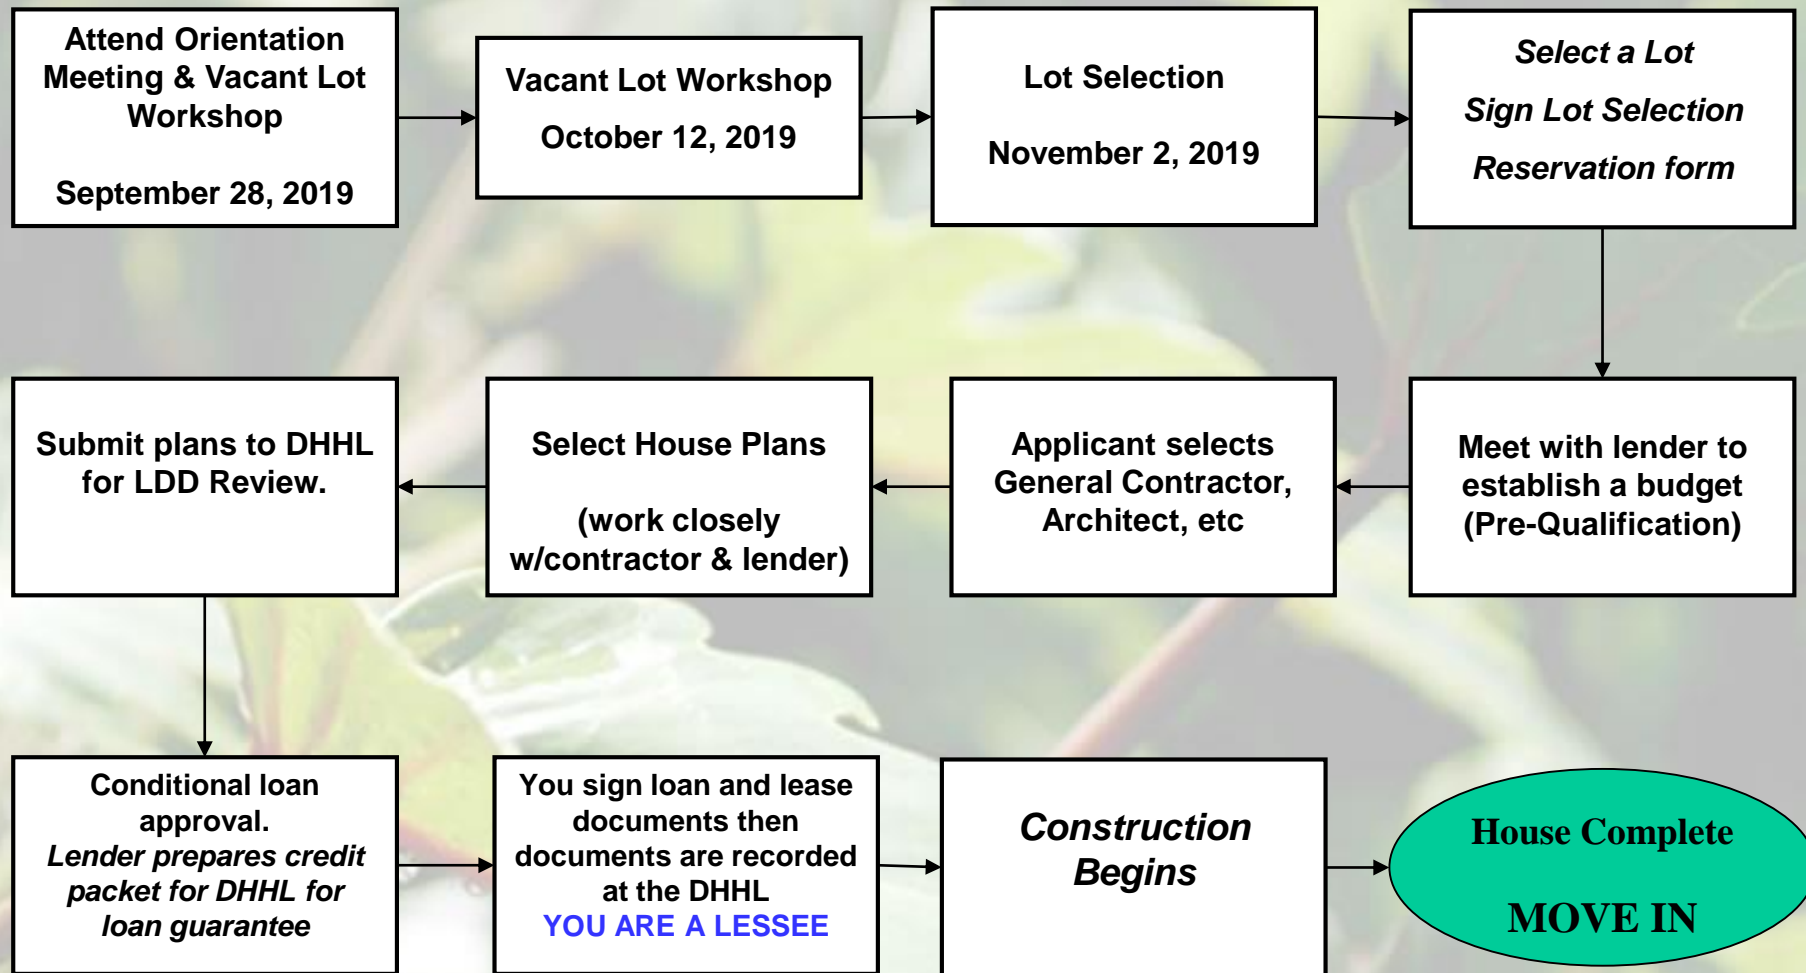 Attend Orientation
Meeting & Vacant Lot
Workshop
September 28, 2019
Vacant Lot Workshop
October 12, 2019
Lot Selection
November 2, 2019
Select a Lot
Sign Lot Selection
Reservation form
Meet with lender to
establish a budget
(Pre-Qualification)
Applicant selects
General Contractor,
Architect, etc
Select House Plans
(work closely
w/contractor & lender)
Submit plans to DHHL
for LDD Review.
Conditional loan
approval.
Lender prepares credit
packet for DHHL for
loan guarantee
You sign loan and lease
documents then
documents are recorded
at the DHHL
YOU ARE A LESSEE
Construction
Begins
House Complete
MOVE IN